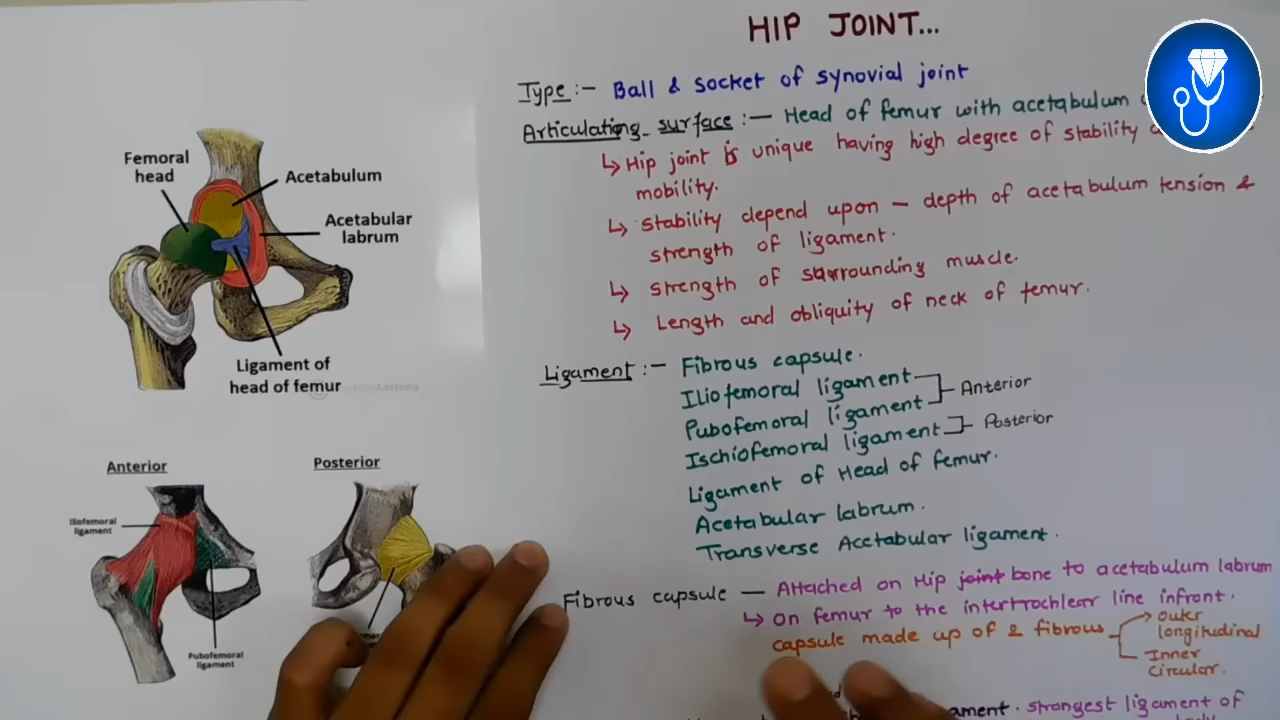 HIP JOINT...
Type :- Ball & socket of synovial joint
Articulating surface :- Head of femur with acetabulum
↳ Hip joint is unique having high degree of stability
mobility.
↳ Stability depend upon - depth of acetabulum tension &
strength of ligament.
↳ strength of surrounding muscle.
↳ Length and obliquity of neck of femur.
Ligament :- Fibrous capsule.
Iliofemoral ligament
Pubofemoral ligament
Anterior
Ischiofemoral ligament
Posterior
Ligament of Head of femur.
Acetabular labrum.
Transverse Acetabular ligament.
Fibrous capsule - Attached on Hip joint bone to acetabulum labrum
↳ On femur to the intertrochlear line infront.
capsule made up of 2 fibrous
outer
longitudinal
Inner
circular.
ament. strongest ligament of
Femoral
head
Acetabulum
Acetabular
labrum
Ligament of
head of femur
Anatomy
Anterior
Iliofemoral
ligament
Pubofemoral
ligament
Posterior